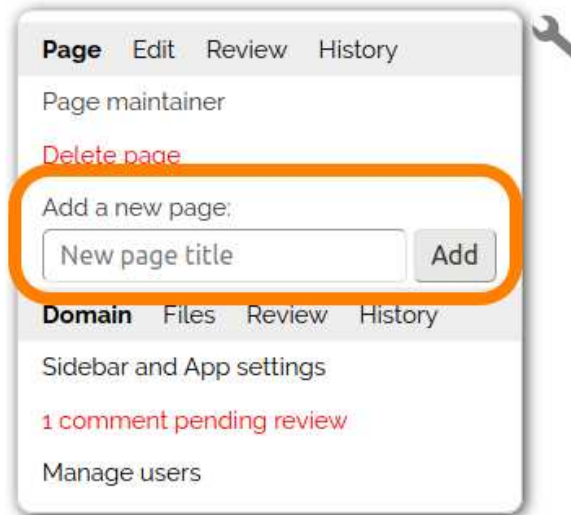 Page Edit Review History
Page maintainer
Delete page
Add a new page:
New page title Add
Domain Files Review History
Sidebar and App settings
1 comment pending review
Manage users